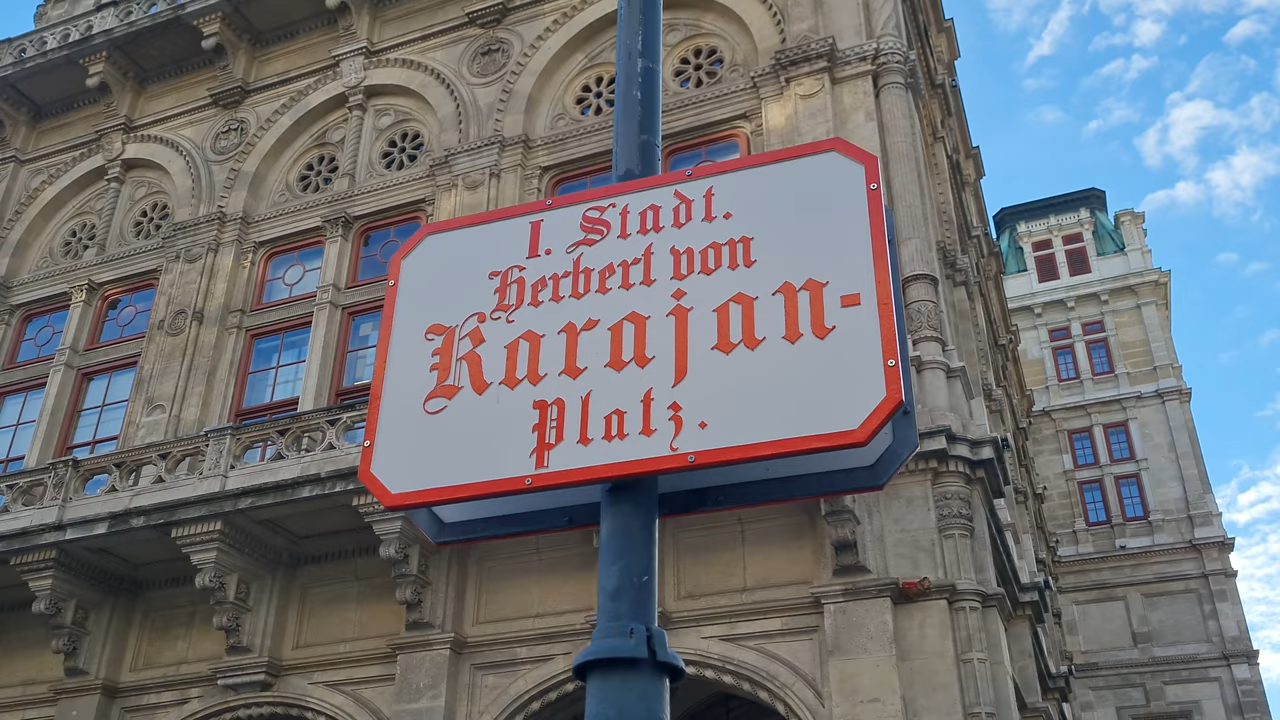 I. Stadt.
Herbert von
Karajan-
Platz.